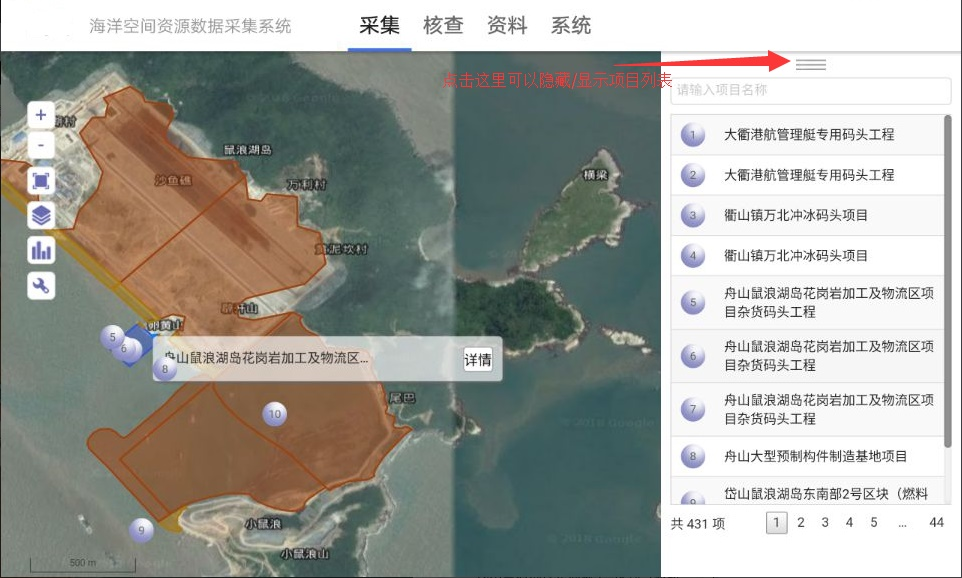 海洋空间资源数据采集系统
采集 核查 资料 系统
点击这里可以隐藏/显示项目列表
请输入项目名称
1 大衢港航管理艇专用码头工程
2 大衢港航管理艇专用码头工程
3 衢山镇万北冲冰码头项目
4 衢山镇万北冲冰码头项目
5 舟山鼠浪湖岛花岗岩加工及物流区项
目杂货码头工程
6 舟山鼠浪湖岛花岗岩加工及物流区项
目杂货码头工程
7 舟山鼠浪湖岛花岗岩加工及物流区项
目杂货码头工程
8 舟山大型预制构件制造基地项目
9 岱山鼠浪湖岛东南部2号区块（燃料
共 431 项 1 2 3 4 5 ... 44
+
-
鼠浪湖岛
沙鱼礁
万利村
横梁
黄泥坎村
5
6
舟山鼠浪湖岛花岗岩加工及物流区... 详情
8
尾巴
10
© 2018 Google
9
小鼠浪
小鼠浪山
© 2018 Google
500 m